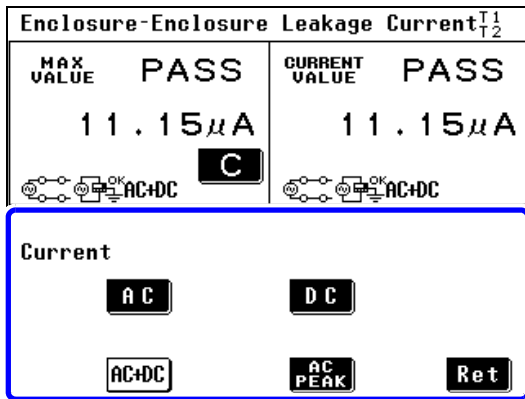 Enclosure-Enclosure Leakage Current T1 T2
MAX VALUE PASS
11.15μA
C
OK AC+DC
CURRENT VALUE PASS
11.15μA
OK AC+DC
Current
AC DC
AC+DC AC PEAK Ret